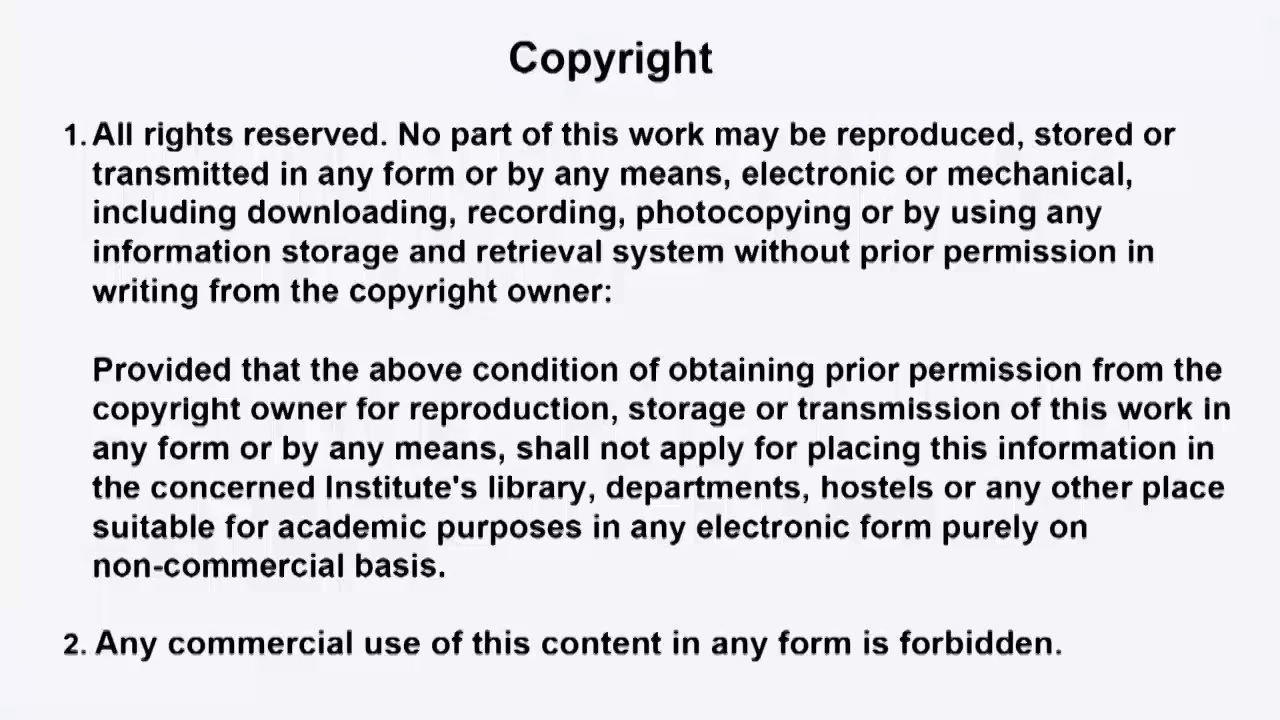 Copyright
1. All rights reserved. No part of this work may be reproduced, stored or
transmitted in any form or by any means, electronic or mechanical,
including downloading, recording, photocopying or by using any
information storage and retrieval system without prior permission in
writing from the copyright owner:
Provided that the above condition of obtaining prior permission from the
copyright owner for reproduction, storage or transmission of this work in
any form or by any means, shall not apply for placing this information in
the concerned Institute's library, departments, hostels or any other place
suitable for academic purposes in any electronic form purely on
non-commercial basis.
2. Any commercial use of this content in any form is forbidden.